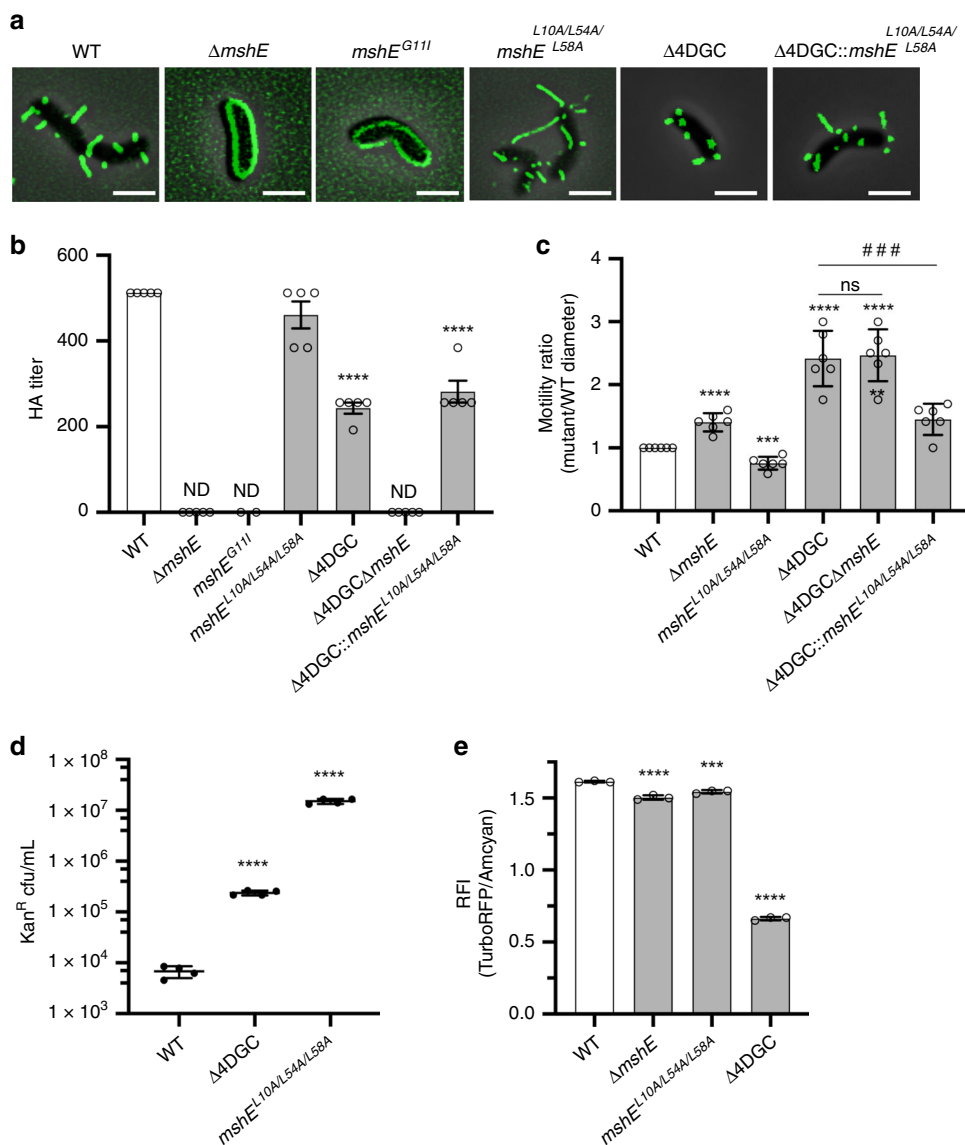 a
WT
ΔmshE
mshE^G11I
mshE^L10A/L54A/L58A
Δ4DGC
Δ4DGC::mshE^L10A/L54A/L58A
b
600
400
200
0
HA titer
ND
ND
****
ND
****
WT
ΔmshE
mshE^G11I
mshE^L10A/L54A/L58A
Δ4DGC
Δ4DGCΔmshE
Δ4DGC::mshE^L10A/L54A/L58A
c
4
3
2
1
0
Motility ratio
(mutant/WT diameter)
###
ns
****
***
****
****
**
WT
ΔmshE
mshE^L10A/L54A/L58A
Δ4DGC
Δ4DGCΔmshE
Δ4DGC::mshE^L10A/L54A/L58A
d
1 × 10^8
1 × 10^7
1 × 10^6
1 × 10^5
1 × 10^4
1 × 10^3
Kan^R cfu/mL
****
****
WT
Δ4DGC
mshE^L10A/L54A/L58A
e
1.5
1.0
0.5
0.0
RFI
(TurboRFP/Amcyan)
****
***
****
WT
ΔmshE
mshE^L10A/L54A/L58A
Δ4DGC